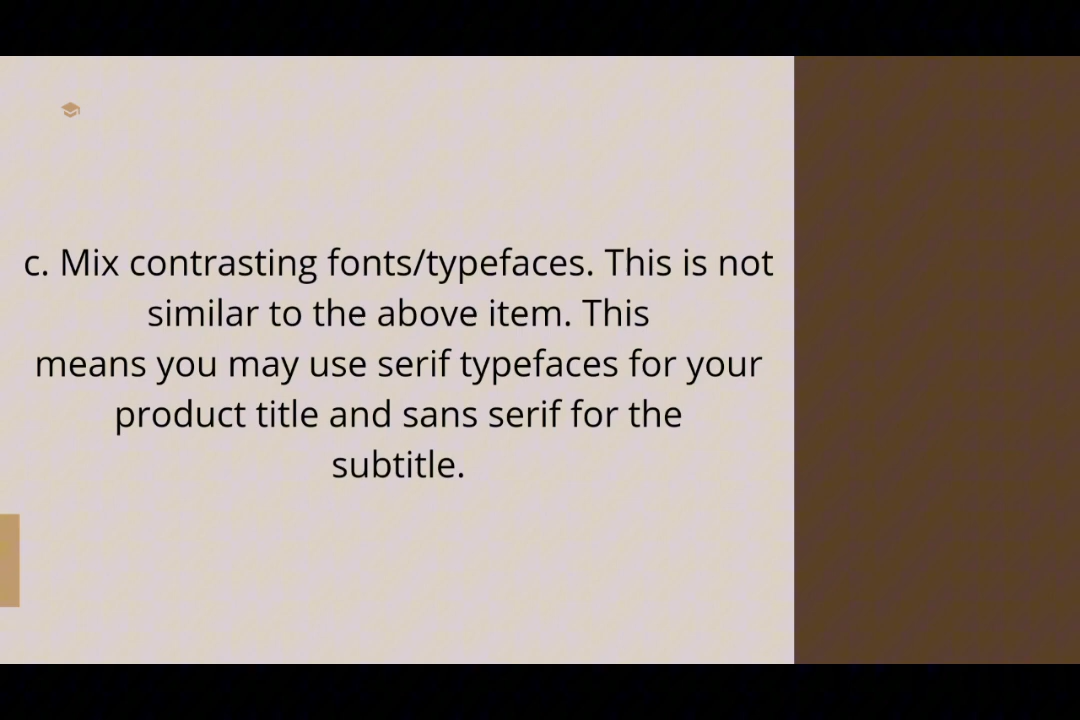 c. Mix contrasting fonts/typefaces. This is not
similar to the above item. This
means you may use serif typefaces for your
product title and sans serif for the
subtitle.